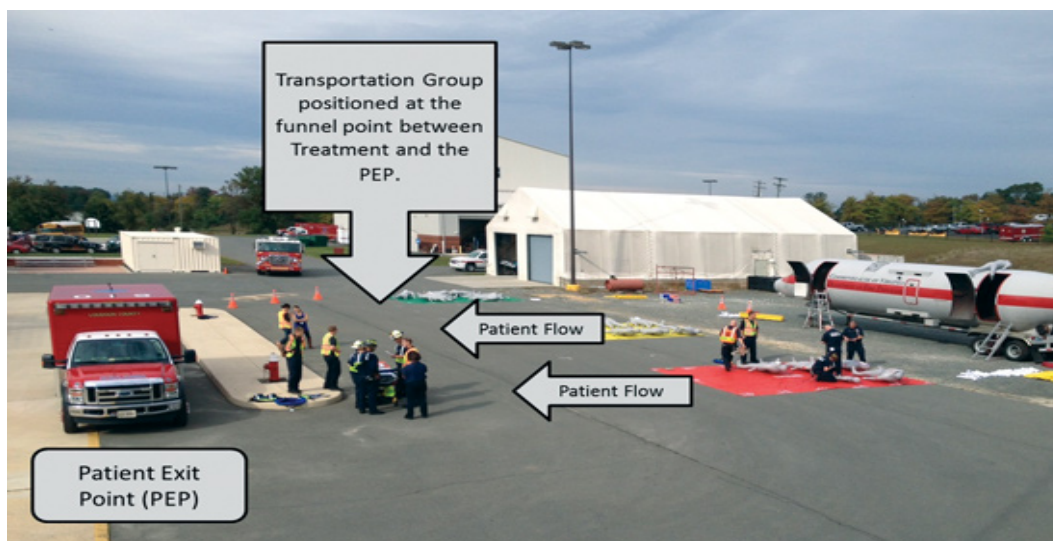 Transportation Group
positioned at the
funnel point between
Treatment and the
PEP.
Patient Flow
Patient Flow
Patient Exit
Point (PEP)